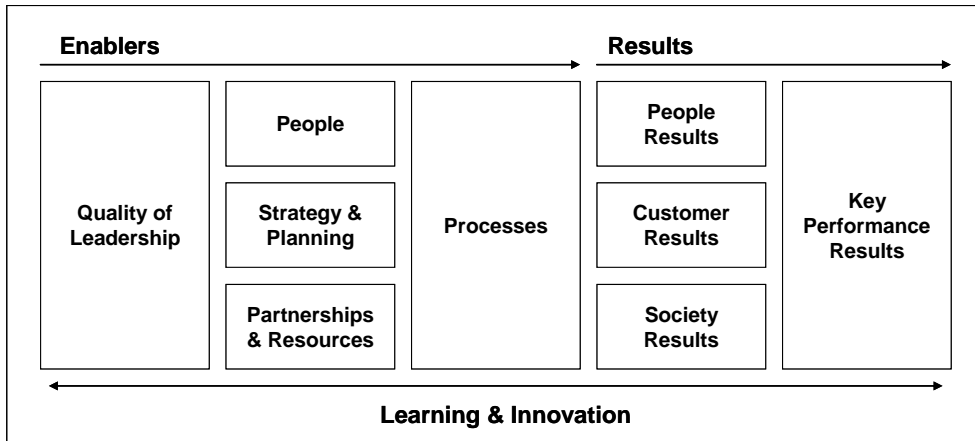 Enablers
Results
Quality of
Leadership
People
Strategy &
Planning
Partnerships
& Resources
Processes
People
Results
Customer
Results
Society
Results
Key
Performance
Results
Learning & Innovation